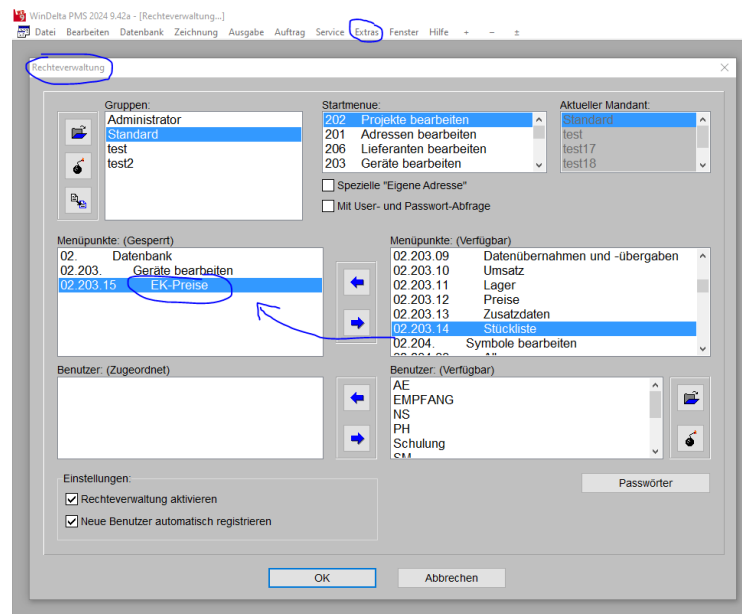 WinDelta PMS 2024 9.42a - [Rechteverwaltung...]
Datei Bearbeiten Datenbank Zeichnung Ausgabe Auftrag Service Extras Fenster Hilfe + – ±
Rechteverwaltung
Gruppen:
Administrator
Standard
test
test2
Startmenue:
202 Projekte bearbeiten
201 Adressen bearbeiten
206 Lieferanten bearbeiten
203 Geräte bearbeiten
Aktueller Mandant:
Standard
test
test17
test18
Spezielle "Eigene Adresse"
Mit User- und Passwort-Abfrage
Menüpunkte: (Gesperrt)
02. Datenbank
02.203. Geräte bearbeiten
02.203.15 EK-Preise
Menüpunkte: (Verfügbar)
02.203.09 Datenübernahmen und -übergaben
02.203.10 Umsatz
02.203.11 Lager
02.203.12 Preise
02.203.13 Zusatzdaten
02.203.14 Stückliste
02.204. Symbole bearbeiten
Benutzer: (Zugeordnet)
Benutzer: (Verfügbar)
AE
EMPFANG
NS
PH
Schulung
SM
Einstellungen:
Rechteverwaltung aktivieren
Neue Benutzer automatisch registrieren
Passwörter
OK
Abbrechen